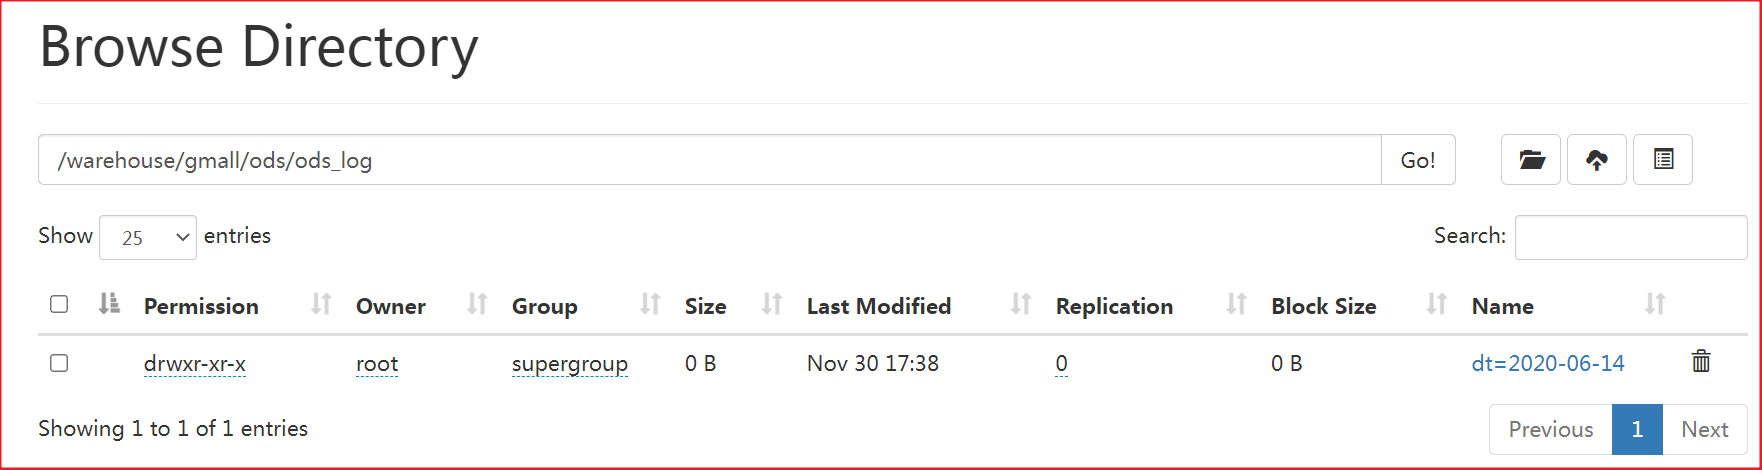 Browse Directory
/warehouse/gmall/ods/ods_log Go!
Show 25 entries Search:
Permission Owner Group Size Last Modified Replication Block Size Name
drwxr-xr-x root supergroup 0 B Nov 30 17:38 0 0 B dt=2020-06-14
Showing 1 to 1 of 1 entries Previous 1 Next